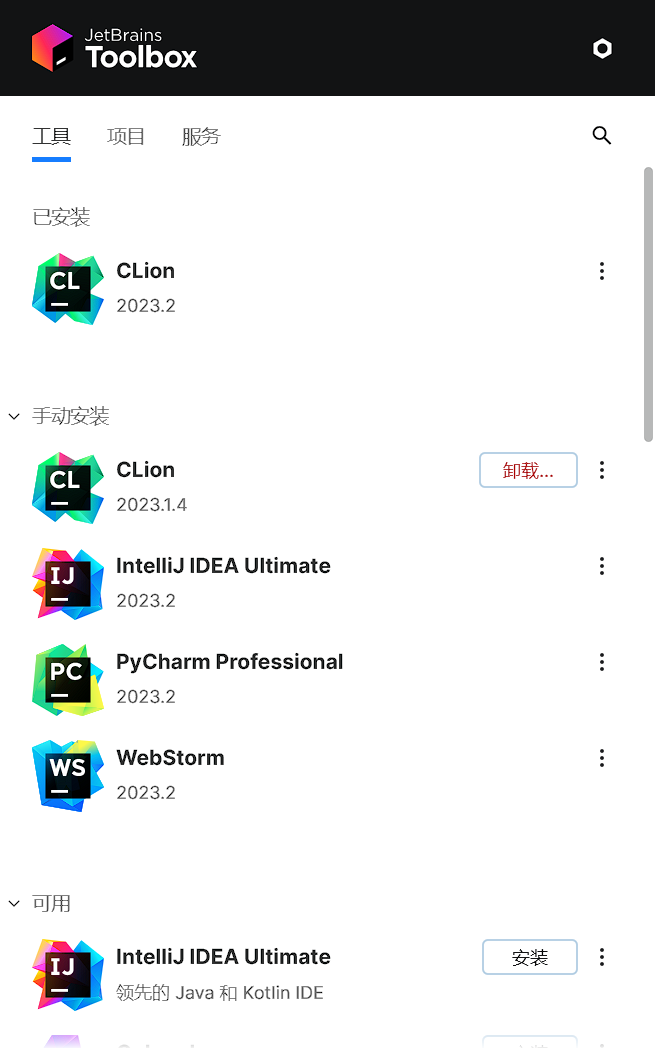 JetBrains
Toolbox
工具 项目 服务
已安装
CL
CLion
2023.2
手动安装
CL
CLion
2023.1.4
卸载...
IJ
IntelliJ IDEA Ultimate
2023.2
PC
PyCharm Professional
2023.2
WS
WebStorm
2023.2
可用
IJ
IntelliJ IDEA Ultimate
领先的 Java 和 Kotlin IDE
安装